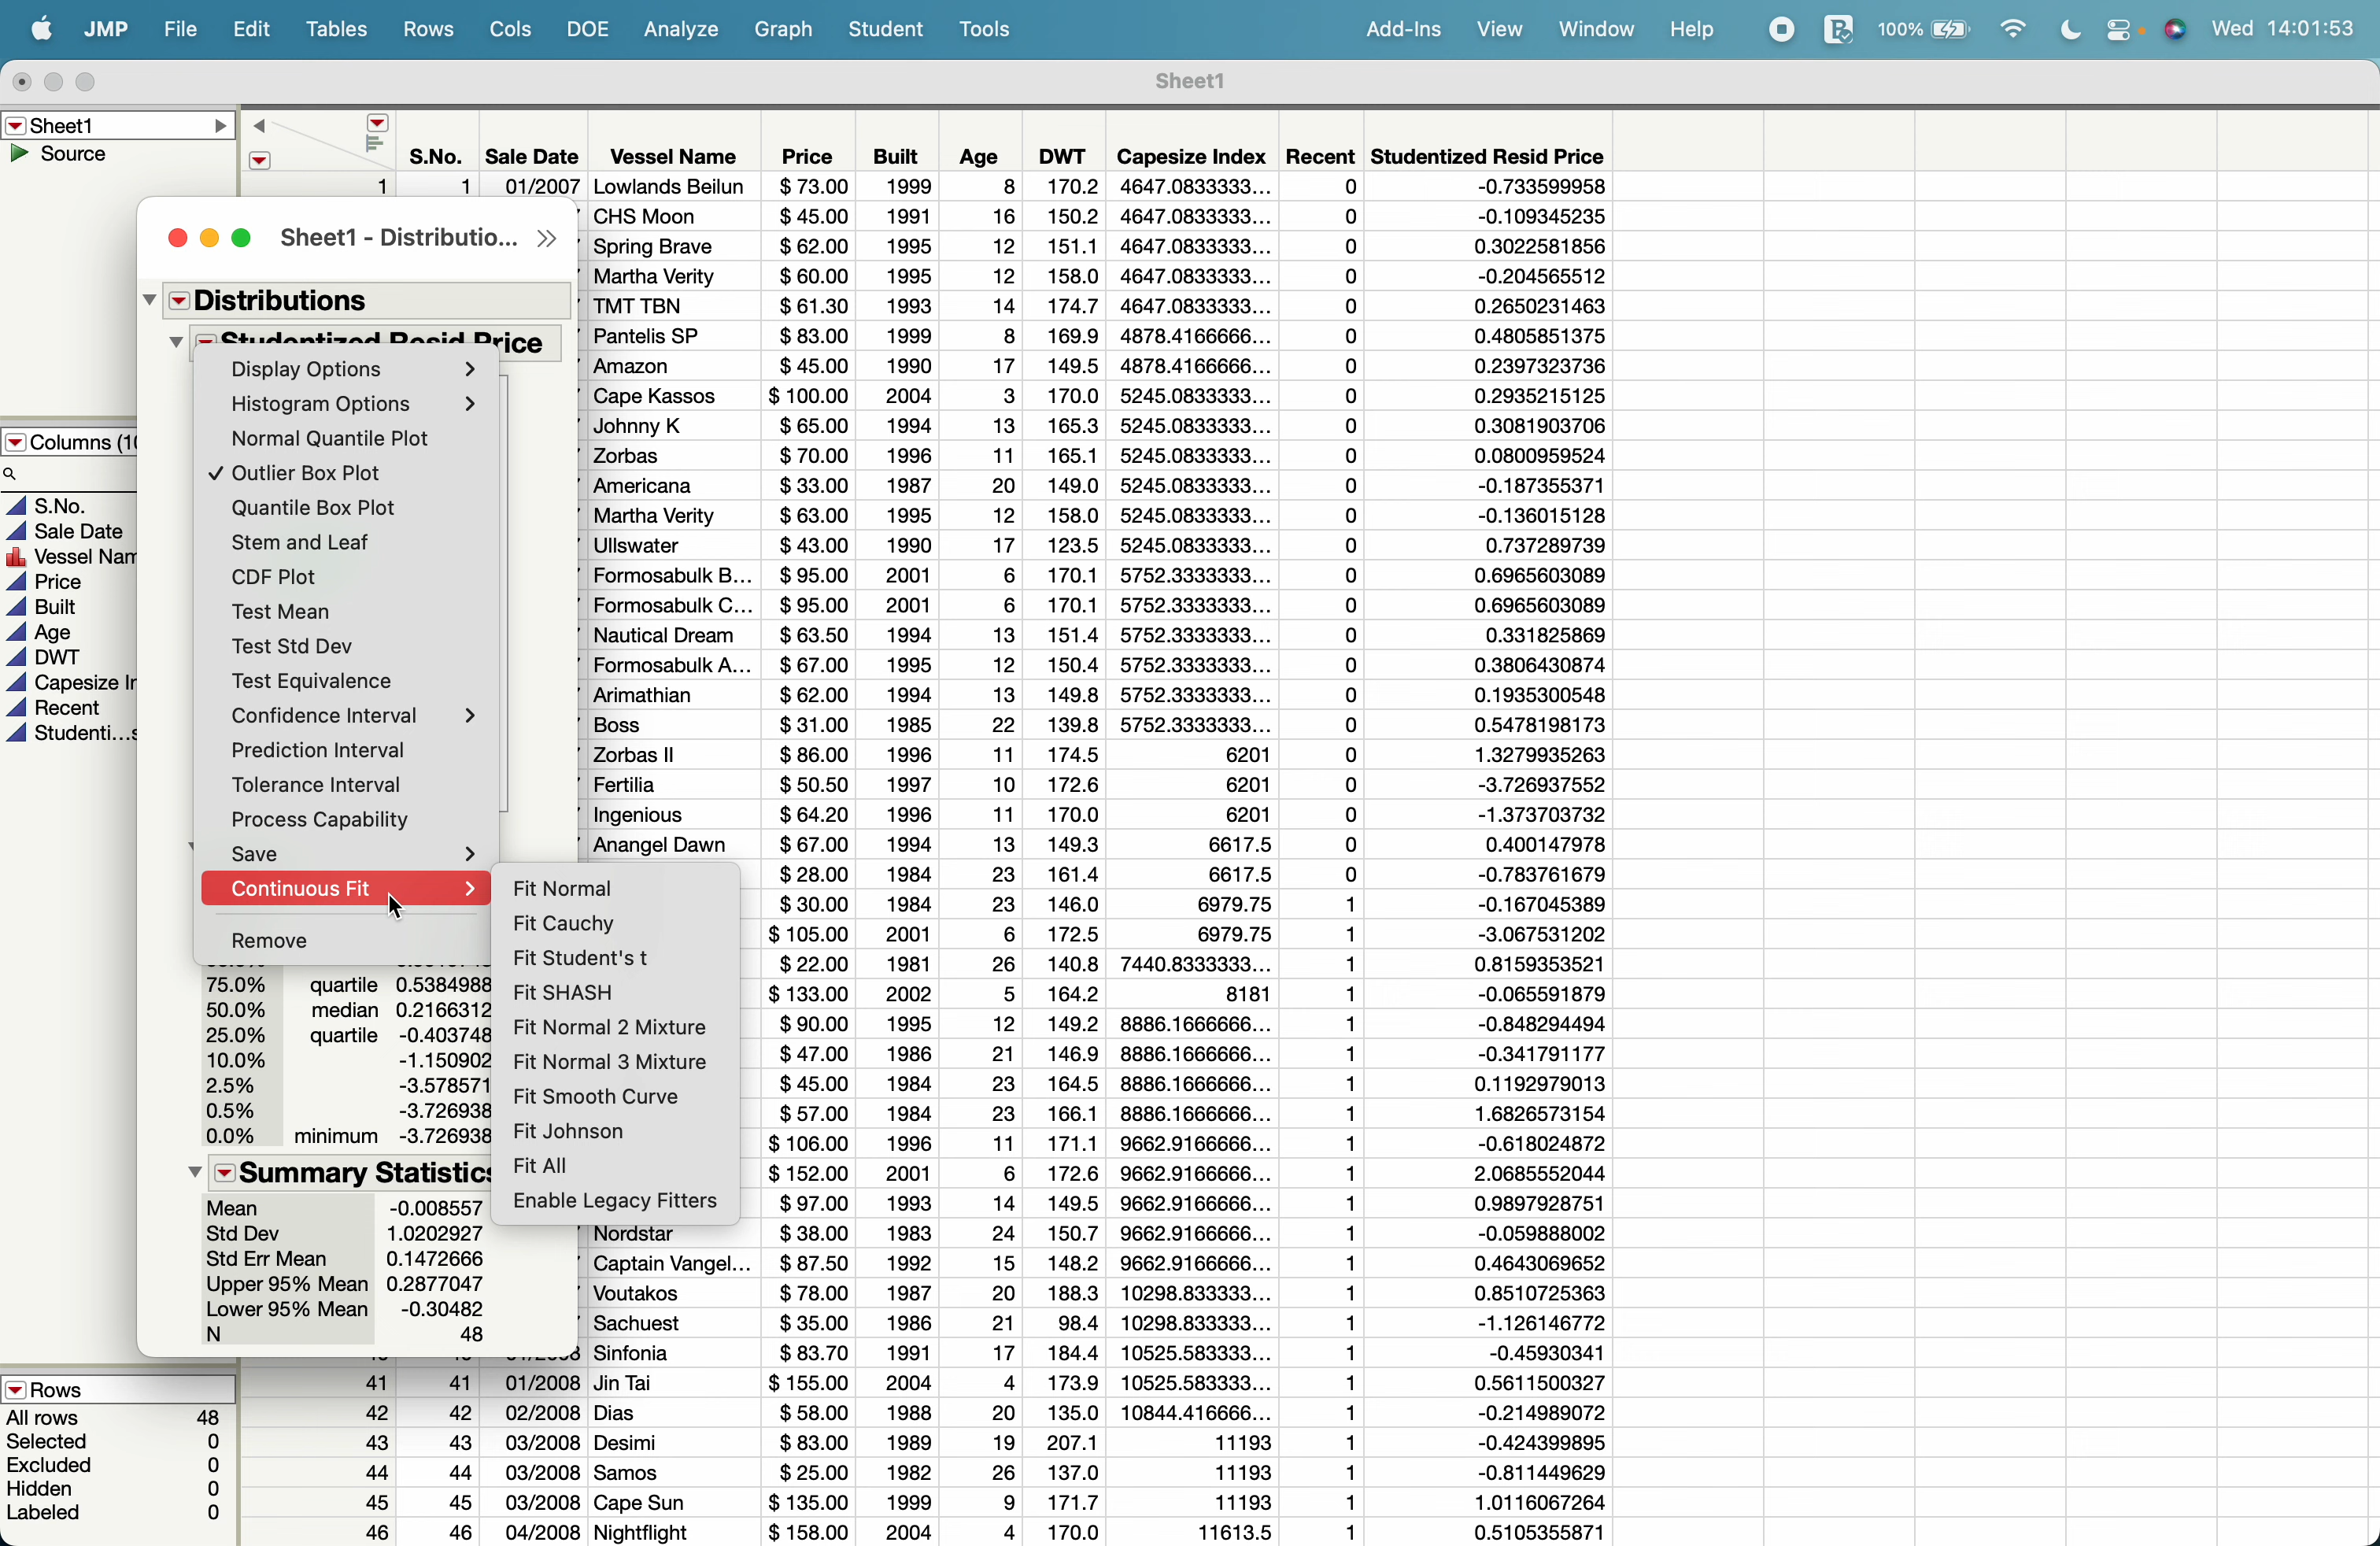 JMP File Edit Tables Rows Cols DOE Analyze Graph Student Tools Add-Ins View Window Help 100% Wed 14:01:53
Sheet1
Sheet1
Source
Columns (10
S.No.
Sale Date
Vessel Nam
Price
Built
Age
DWT
Capesize In
Recent
Studenti...s
Rows
All rows 48
Selected 0
Excluded 0
Hidden 0
Labeled 0
Sheet1 - Distributio...
Distributions
Studentized Resid Price
Display Options
Histogram Options
Normal Quantile Plot
Outlier Box Plot
Quantile Box Plot
Stem and Leaf
CDF Plot
Test Mean
Test Std Dev
Test Equivalence
Confidence Interval
Prediction Interval
Tolerance Interval
Process Capability
Save
Continuous Fit
Remove
Fit Normal
Fit Cauchy
Fit Student's t
Fit SHASH
Fit Normal 2 Mixture
Fit Normal 3 Mixture
Fit Smooth Curve
Fit Johnson
Fit All
Enable Legacy Fitters
75.0% quartile 0.5384988
50.0% median 0.2166312
25.0% quartile -0.403748
10.0% -1.150902
2.5% -3.578571
0.5% -3.726938
0.0% minimum -3.726938
Summary Statistics
Mean -0.008557
Std Dev 1.0202927
Std Err Mean 0.1472666
Upper 95% Mean 0.2877047
Lower 95% Mean -0.30482
N 48
S.No. Sale Date Vessel Name Price Built Age DWT Capesize Index Recent Studentized Resid Price
1 1 01/2007 Lowlands Beilun $ 73.00 1999 8 170.2 4647.0833333... 0 -0.733599958
CHS Moon $ 45.00 1991 16 150.2 4647.0833333... 0 -0.109345235
Spring Brave $ 62.00 1995 12 151.1 4647.0833333... 0 0.3022581856
Martha Verity $ 60.00 1995 12 158.0 4647.0833333... 0 -0.204565512
TMT TBN $ 61.30 1993 14 174.7 4647.0833333... 0 0.2650231463
Pantelis SP $ 83.00 1999 8 169.9 4878.4166666... 0 0.4805851375
Amazon $ 45.00 1990 17 149.5 4878.4166666... 0 0.2397323736
Cape Kassos $ 100.00 2004 3 170.0 5245.0833333... 0 0.2935215125
Johnny K $ 65.00 1994 13 165.3 5245.0833333... 0 0.3081903706
Zorbas $ 70.00 1996 11 165.1 5245.0833333... 0 0.0800959524
Americana $ 33.00 1987 20 149.0 5245.0833333... 0 -0.187355371
Martha Verity $ 63.00 1995 12 158.0 5245.0833333... 0 -0.136015128
Ullswater $ 43.00 1990 17 123.5 5245.0833333... 0 0.737289739
Formosabulk B... $ 95.00 2001 6 170.1 5752.3333333... 0 0.6965603089
Formosabulk C... $ 95.00 2001 6 170.1 5752.3333333... 0 0.6965603089
Nautical Dream $ 63.50 1994 13 151.4 5752.3333333... 0 0.331825869
Formosabulk A... $ 67.00 1995 12 150.4 5752.3333333... 0 0.3806430874
Arimathian $ 62.00 1994 13 149.8 5752.3333333... 0 0.1935300548
Boss $ 31.00 1985 22 139.8 5752.3333333... 0 0.5478198173
Zorbas II $ 86.00 1996 11 174.5 6201 0 1.3279935263
Fertilia $ 50.50 1997 10 172.6 6201 0 -3.726937552
Ingenious $ 64.20 1996 11 170.0 6201 0 -1.373703732
Anangel Dawn $ 67.00 1994 13 149.3 6617.5 0 0.400147978
$ 28.00 1984 23 161.4 6617.5 0 -0.783761679
$ 30.00 1984 23 146.0 6979.75 1 -0.167045389
$ 105.00 2001 6 172.5 6979.75 1 -3.067531202
$ 22.00 1981 26 140.8 7440.8333333... 1 0.8159353521
$ 133.00 2002 5 164.2 8181 1 -0.065591879
$ 90.00 1995 12 149.2 8886.1666666... 1 -0.848294494
$ 47.00 1986 21 146.9 8886.1666666... 1 -0.341791177
$ 45.00 1984 23 164.5 8886.1666666... 1 0.1192979013
$ 57.00 1984 23 166.1 8886.1666666... 1 1.6826573154
$ 106.00 1996 11 171.1 9662.9166666... 1 -0.618024872
$ 152.00 2001 6 172.6 9662.9166666... 1 2.0685552044
$ 97.00 1993 14 149.5 9662.9166666... 1 0.9897928751
Nordstar $ 38.00 1983 24 150.7 9662.9166666... 1 -0.059888002
Captain Vangel... $ 87.50 1992 15 148.2 9662.9166666... 1 0.4643069652
Voutakos $ 78.00 1987 20 188.3 10298.833333... 1 0.8510725363
Sachuest $ 35.00 1986 21 98.4 10298.833333... 1 -1.126146772
Sinfonia $ 83.70 1991 17 184.4 10525.583333... 1 -0.45930341
41 41 01/2008 Jin Tai $ 155.00 2004 4 173.9 10525.583333... 1 0.5611500327
42 42 02/2008 Dias $ 58.00 1988 20 135.0 10844.416666... 1 -0.214989072
43 43 03/2008 Desimi $ 83.00 1989 19 207.1 11193 1 -0.424399895
44 44 03/2008 Samos $ 25.00 1982 26 137.0 11193 1 -0.811449629
45 45 03/2008 Cape Sun $ 135.00 1999 9 171.7 11193 1 1.0116067264
46 46 04/2008 Nightflight $ 158.00 2004 4 170.0 11613.5 1 0.5105355871